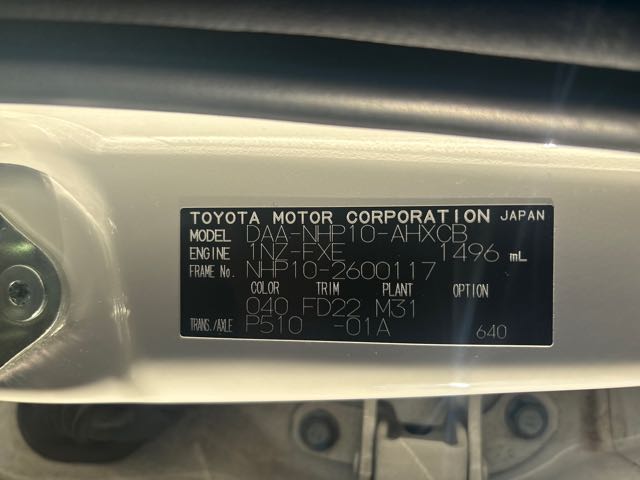 TOYOTA MOTOR CORPORATION JAPAN
MODEL DAA-NHP10-AHXCB
ENGINE 1NZ-FXE 1496 mL
FRAME No. NHP10-2600117
COLOR TRIM PLANT OPTION
040 FD22 M31
TRANS./AXLE P510 -01A 640